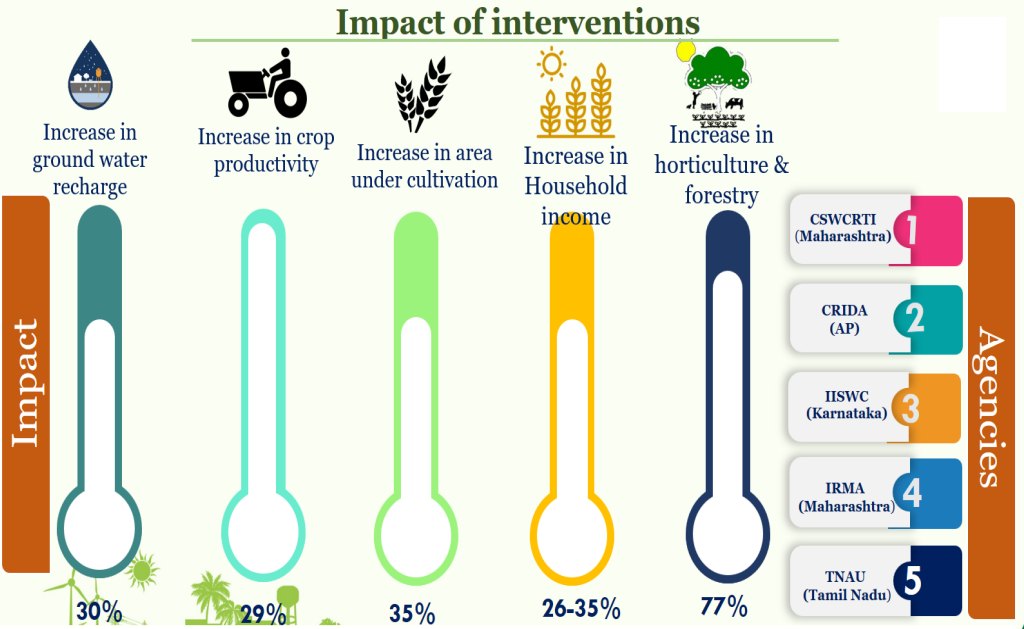 Impact of interventions
Increase in
ground water
recharge
Increase in crop
productivity
Increase in area
under cultivation
Increase in
Household
income
Increase in
horticulture &
forestry
Impact
30%
29%
35%
26-35%
77%
CSWCRTI
(Maharashtra)
1
CRIDA
(AP)
2
IISWC
(Karnataka)
3
IRMA
(Maharashtra)
4
TNAU
(Tamil Nadu)
5
Agencies